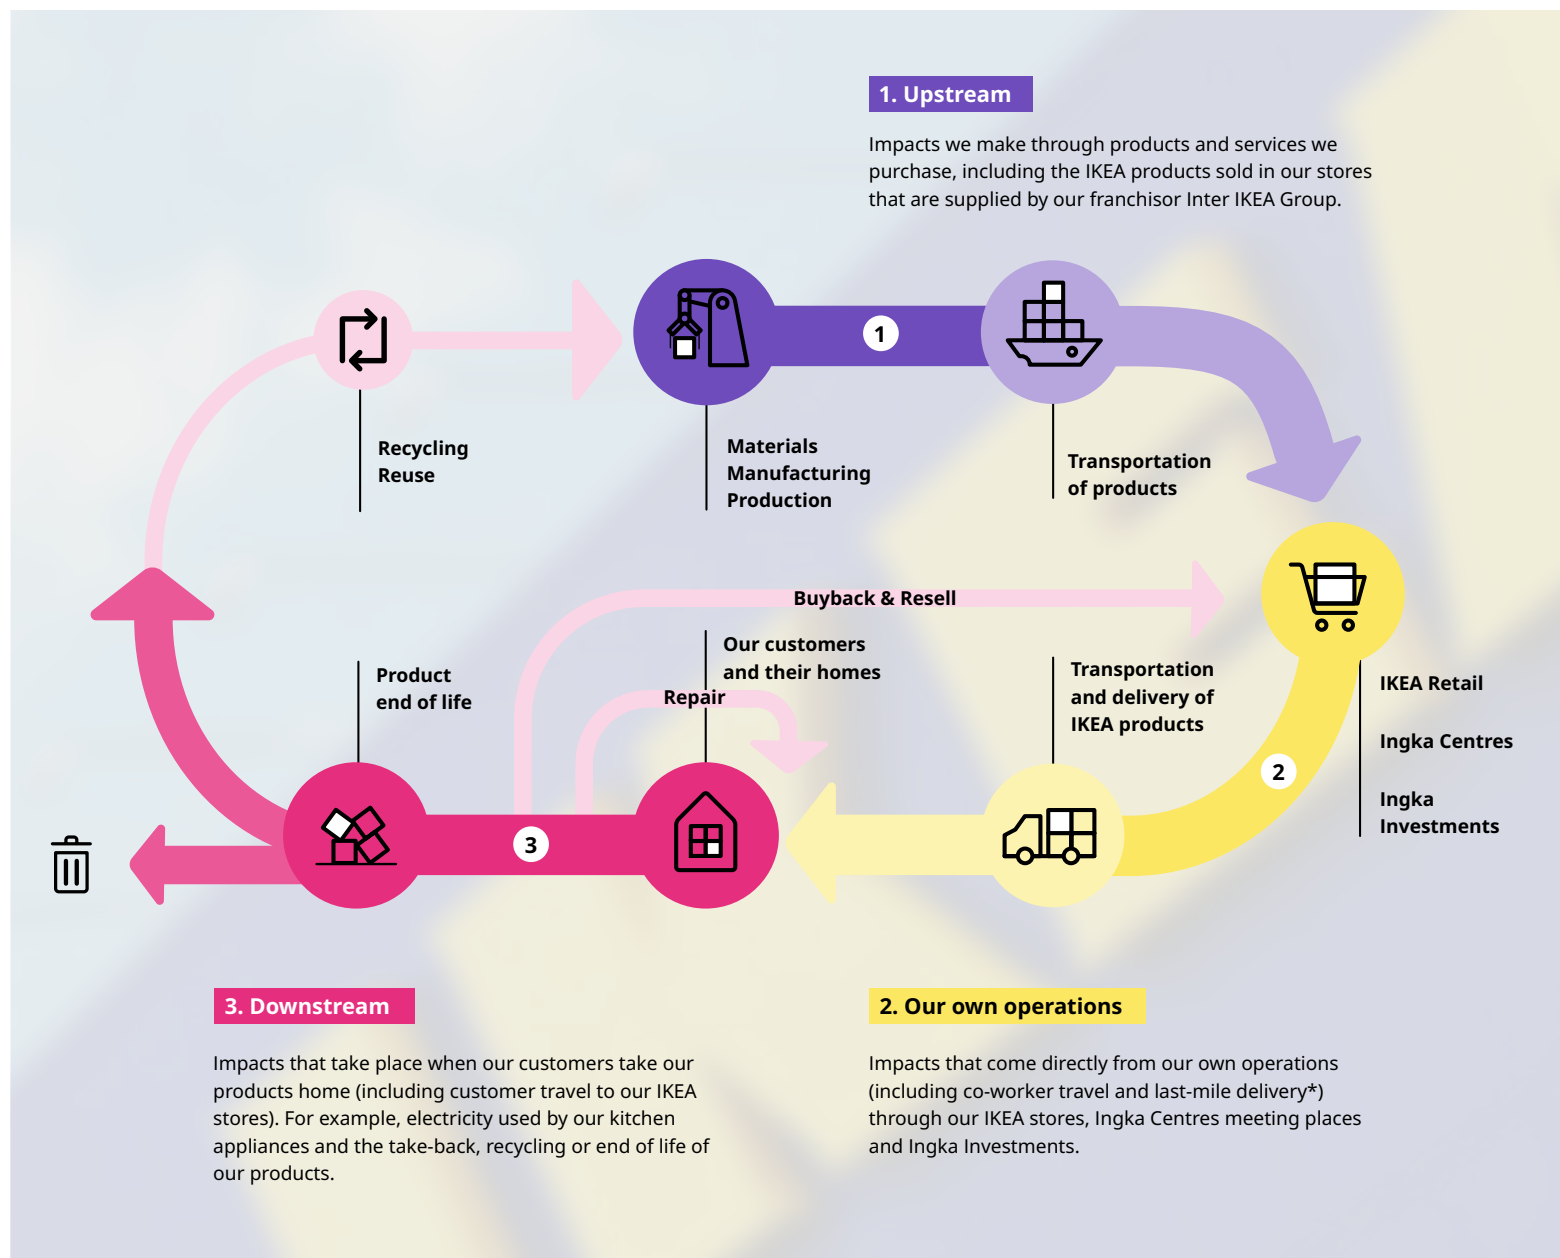 1. Upstream
Impacts we make through products and services we
purchase, including the IKEA products sold in our stores
that are supplied by our franchisor Inter IKEA Group.
1
Recycling
Reuse
Materials
Manufacturing
Production
Transportation
of products
Buyback & Resell
Our customers
and their homes
Repair
Product
end of life
Transportation
and delivery of
IKEA products
IKEA Retail
Ingka Centres
Ingka
Investments
2
3
3. Downstream
Impacts that take place when our customers take our
products home (including customer travel to our IKEA
stores). For example, electricity used by our kitchen
appliances and the take-back, recycling or end of life of
our products.
2. Our own operations
Impacts that come directly from our own operations
(including co-worker travel and last-mile delivery*)
through our IKEA stores, Ingka Centres meeting places
and Ingka Investments.